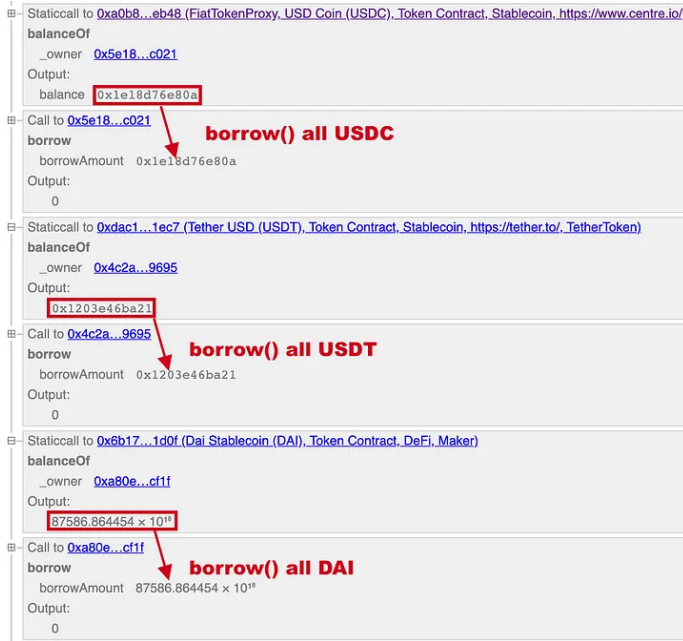 Staticcall to 0xa0b8…eb48 (FiatTokenProxy, USD Coin (USDC), Token Contract, Stablecoin, https://www.centre.io/
balanceOf
_owner 0x5e18…c021
Output:
balance 0x1e18d76e80a
Call to 0x5e18…c021
borrow() all USDC
borrow
borrowAmount 0x1e18d76e80a
Output:
0
Staticcall to 0xdac1…1ec7 (Tether USD (USDT), Token Contract, Stablecoin, https://tether.to/, TetherToken)
balanceOf
_owner 0x4c2a…9695
Output:
0x1203e46ba21
Call to 0x4c2a…9695
borrow() all USDT
borrow
borrowAmount 0x1203e46ba21
Output:
0
Staticcall to 0x6b17…1d0f (Dai Stablecoin (DAI), Token Contract, DeFi, Maker)
balanceOf
_owner 0xa80e…cf1f
Output:
87586.864454 × 10¹⁸
Call to 0xa80e…cf1f
borrow() all DAI
borrow
borrowAmount 87586.864454 × 10¹⁸
Output:
0